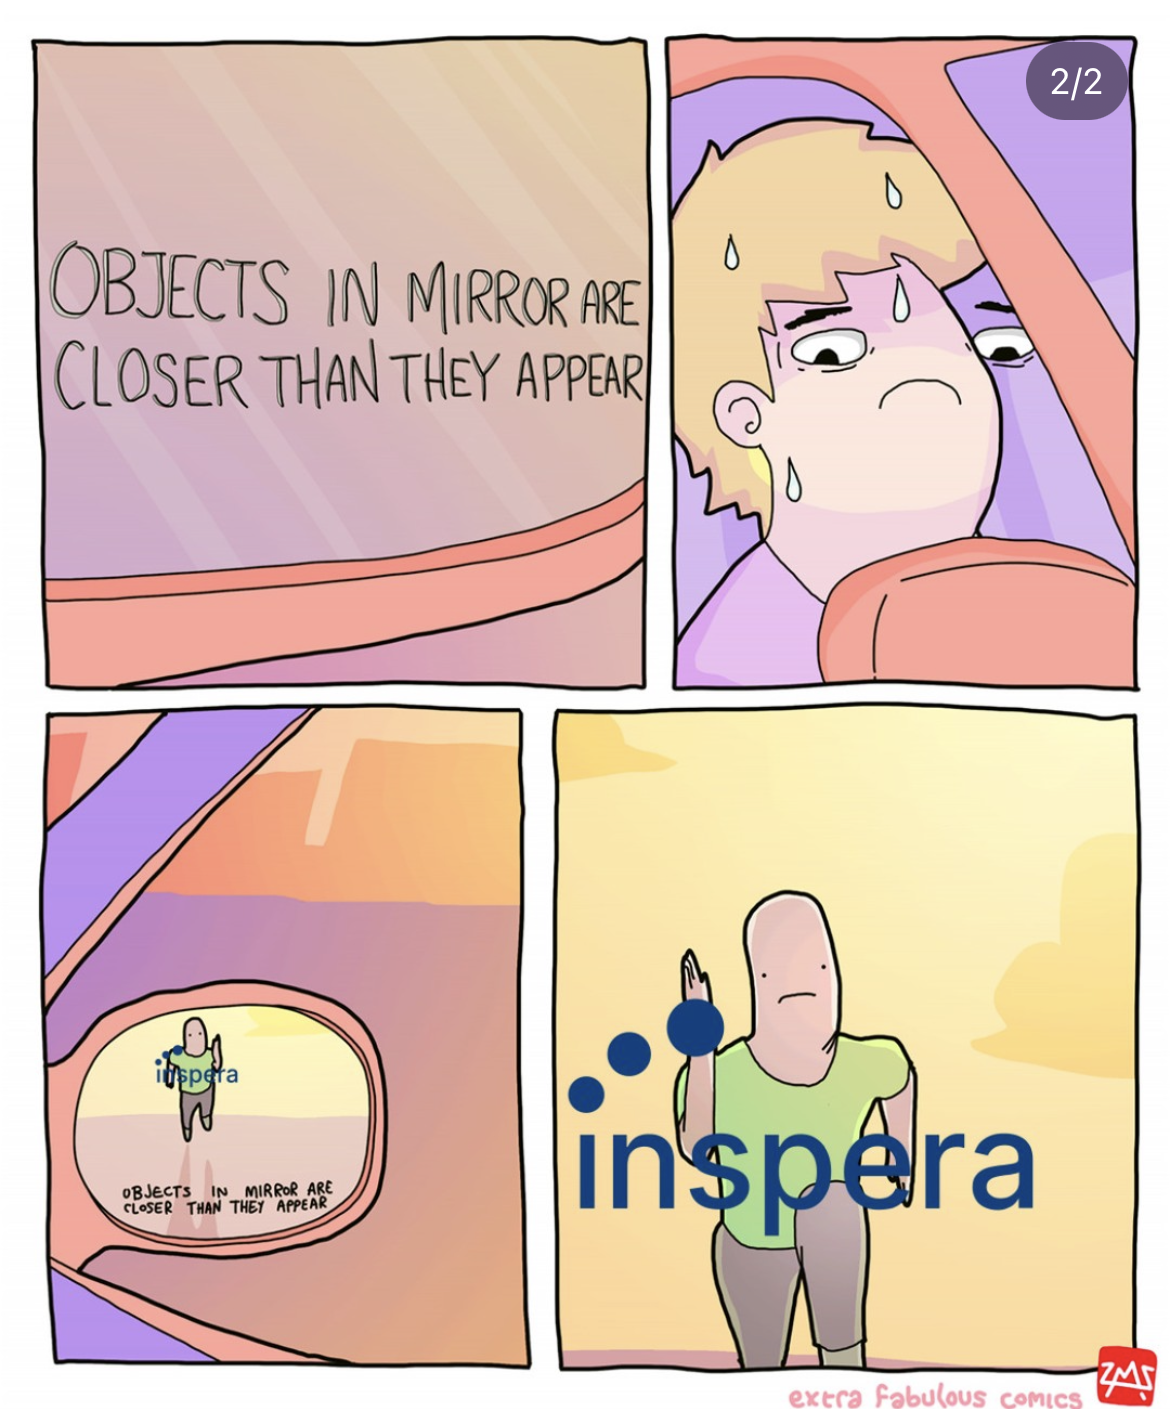 OBJECTS IN MIRROR ARE
CLOSER THAN THEY APPEAR
2/2
inspera
OBJECTS IN MIRROR ARE
CLOSER THAN THEY APPEAR
inspera
extra fabulous comics
ZMS